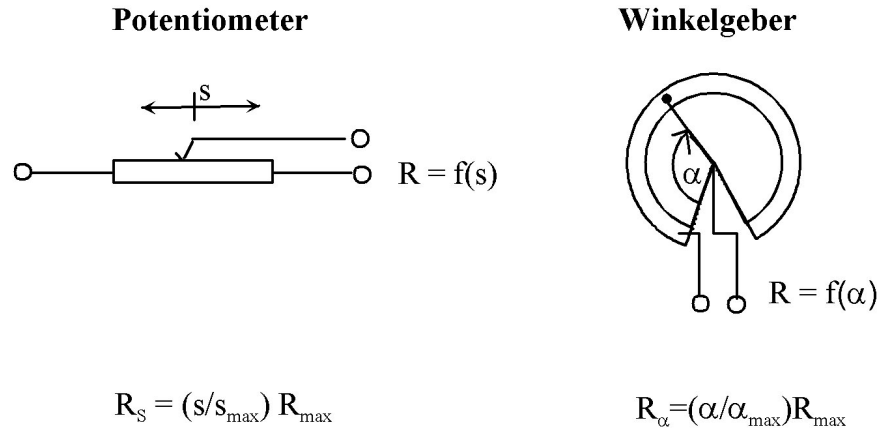 Potentiometer
Winkelgeber
s
R = f(s)
α
R = f(α)
R_S = (s/s_max) R_max
R_α=(α/α_max)R_max